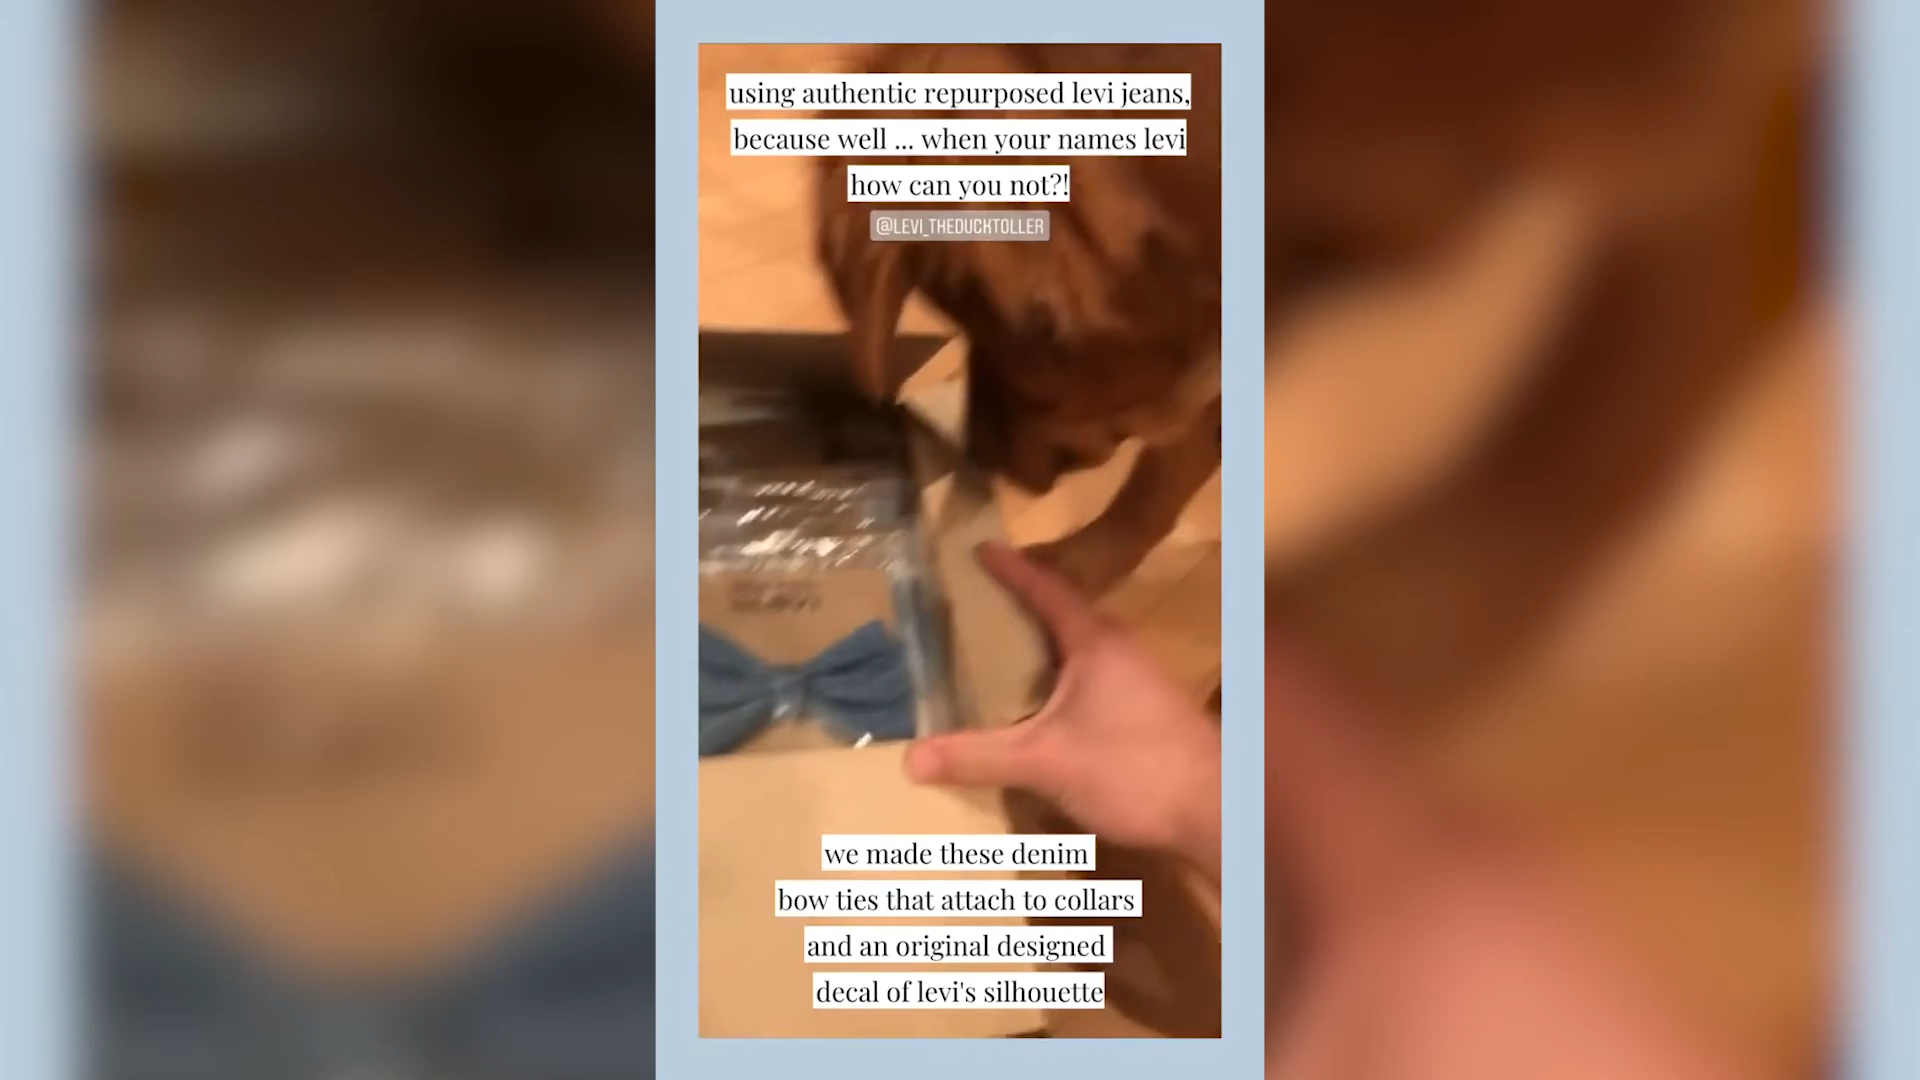 using authentic repurposed levi jeans,
because well ... when your names levi
how can you not?!
@LEVI_THEDUCKTOLLER
we made these denim
bow ties that attach to collars
and an original designed
decal of levi's silhouette